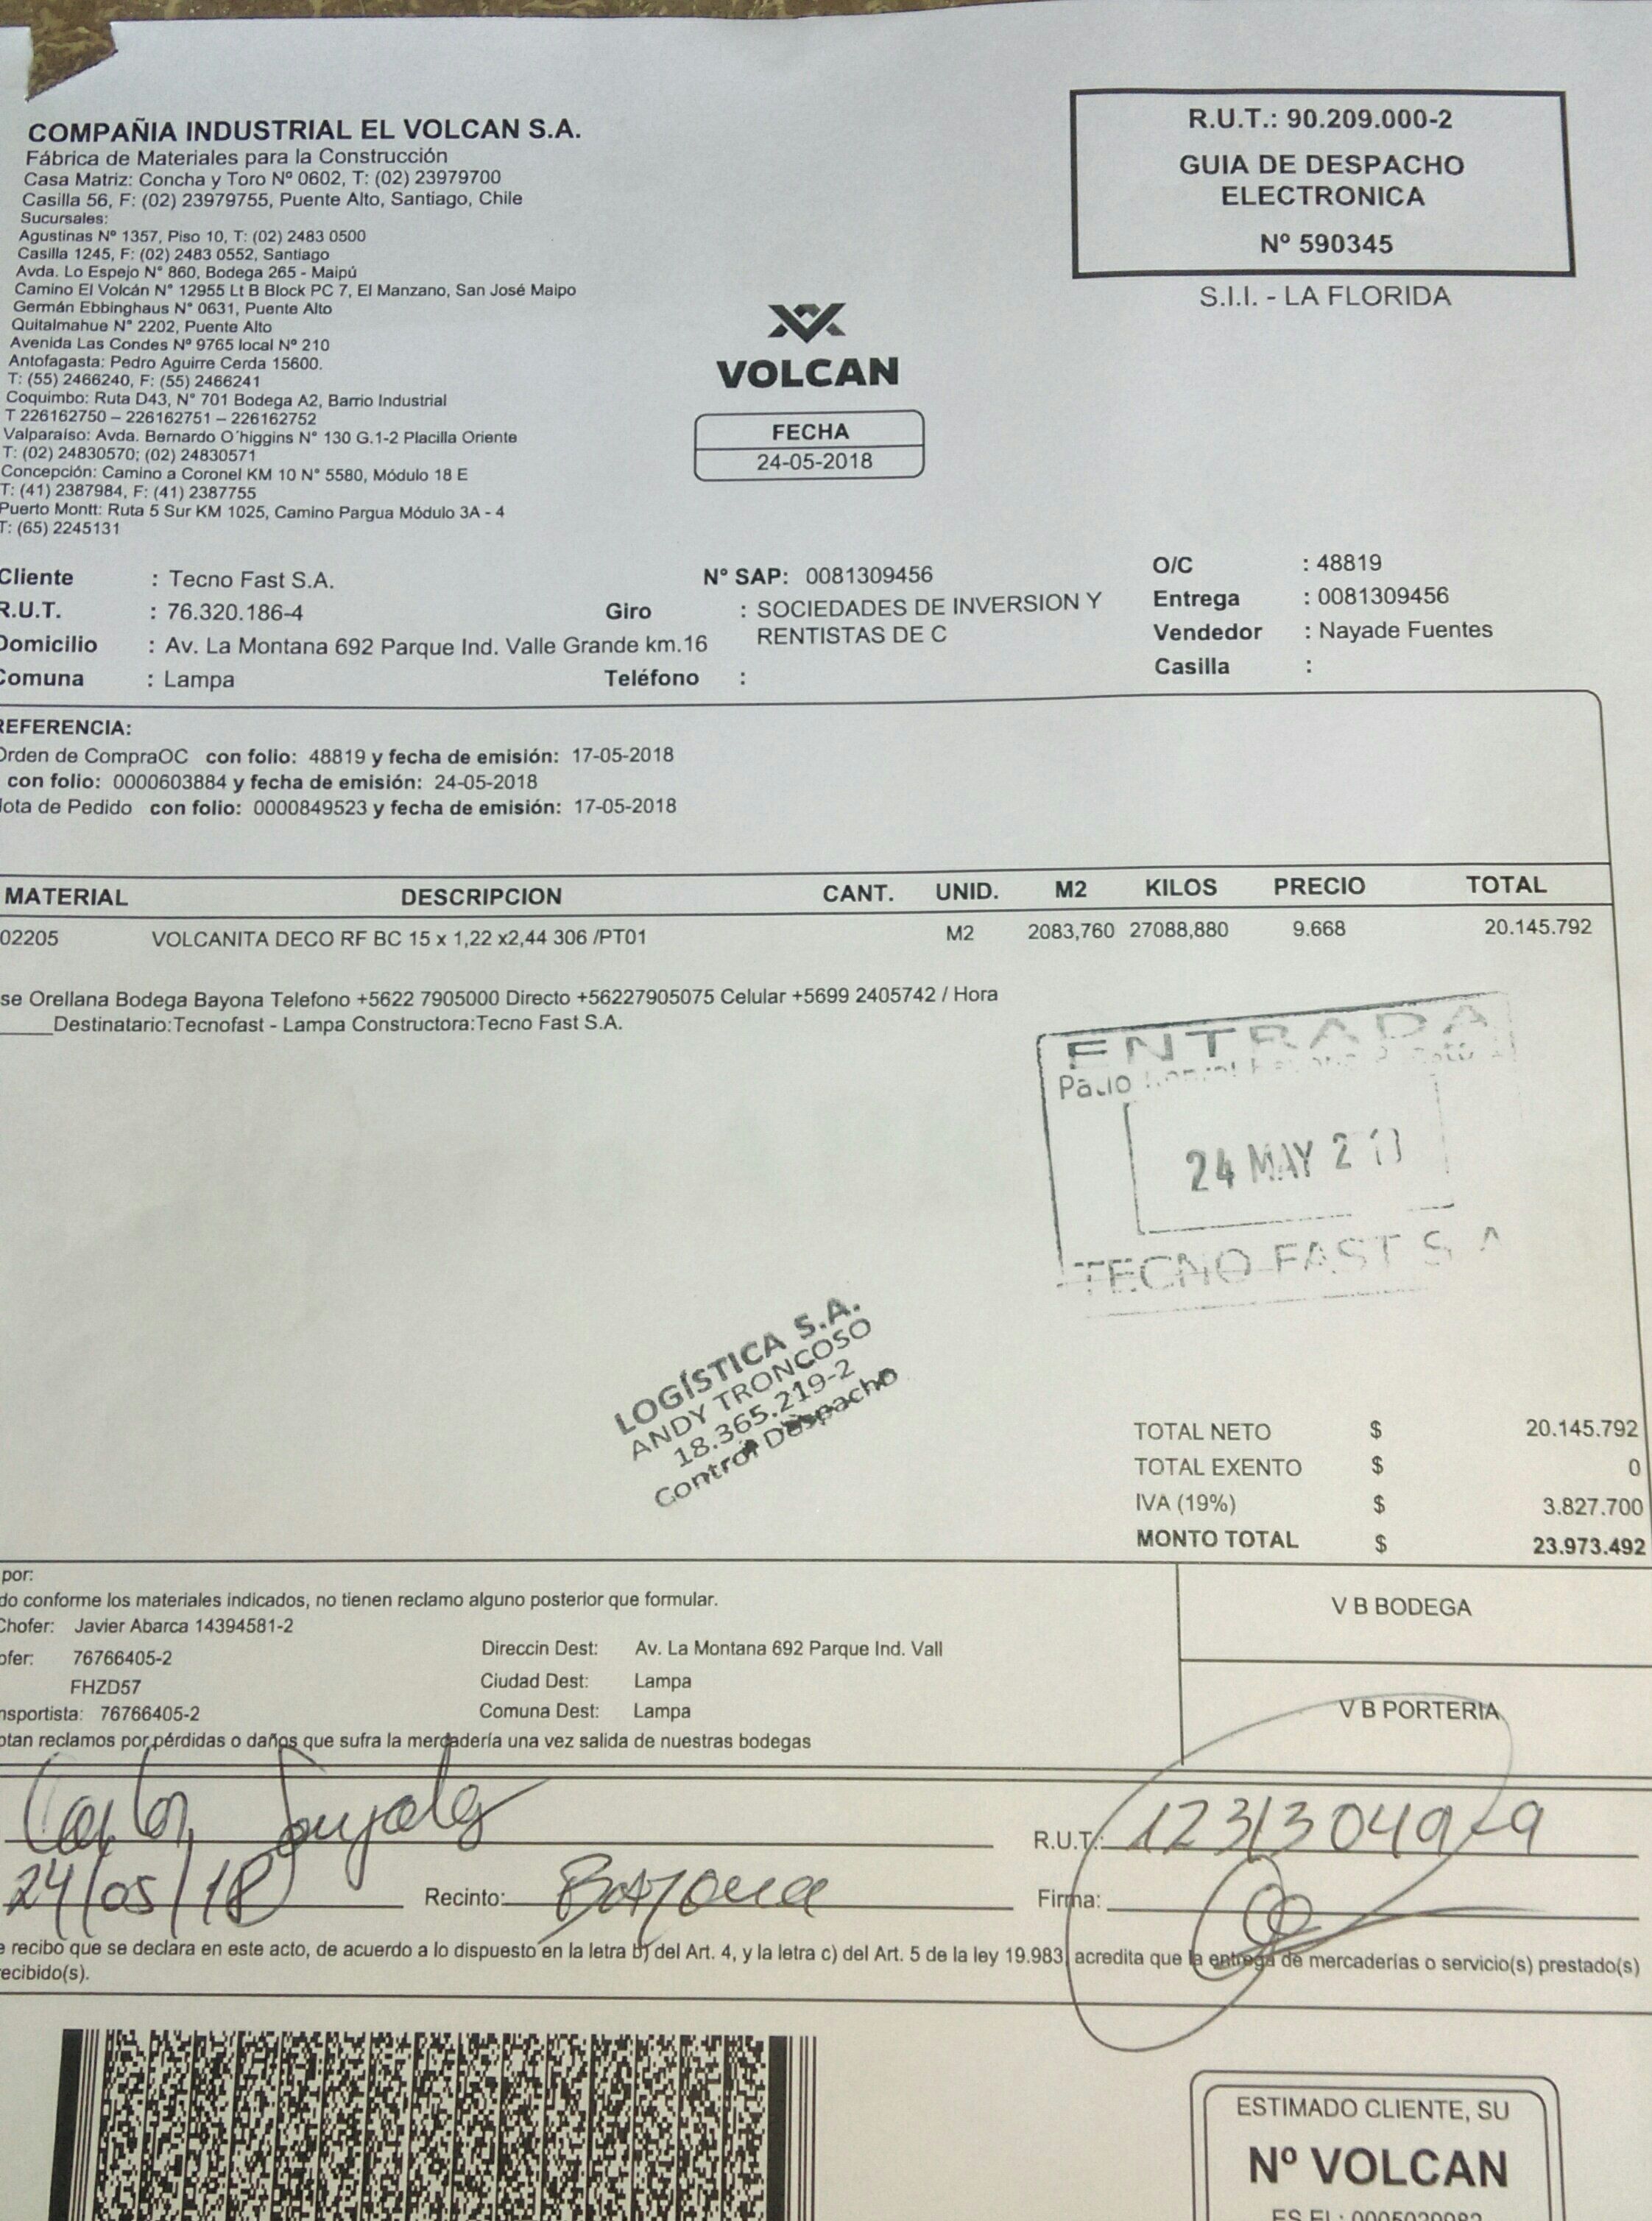 COMPAÑIA INDUSTRIAL EL VOLCAN S.A.
Fábrica de Materiales para la Construcción
Casa Matriz: Concha y Toro Nº 0602, T: (02) 23979700
Casilla 56, F: (02) 23979755, Puente Alto, Santiago, Chile
Sucursales:
Agustinas Nº 1357, Piso 10, T: (02) 2483 0500
Casilla 1245, F: (02) 2483 0552, Santiago
Avda. Lo Espejo N° 860, Bodega 265 - Maipú
Camino El Volcán N° 12955 Lt B Block PC 7, El Manzano, San José Maipo
Germán Ebbinghaus N° 0631, Puente Alto
Quitalmahue N° 2202, Puente Alto
Avenida Las Condes Nº 9765 local Nº 210
Antofagasta: Pedro Aguirre Cerda 15600.
T: (55) 2466240, F: (55) 2466241
Coquimbo: Ruta D43, N° 701 Bodega A2, Barrio Industrial
T 226162750 – 226162751 – 226162752
Valparaíso: Avda. Bernardo O´higgins N° 130 G.1-2 Placilla Oriente
T: (02) 24830570; (02) 24830571
Concepción: Camino a Coronel KM 10 N° 5580, Módulo 18 E
T: (41) 2387984, F: (41) 2387755
Puerto Montt: Ruta 5 Sur KM 1025, Camino Pargua Módulo 3A - 4
T: (65) 2245131
R.U.T.: 90.209.000-2
GUIA DE DESPACHO
ELECTRONICA
Nº 590345
S.I.I. - LA FLORIDA
VOLCAN
FECHA
24-05-2018
Cliente : Tecno Fast S.A. N° SAP: 0081309456 O/C : 48819
R.U.T. : 76.320.186-4 Giro : SOCIEDADES DE INVERSION Y Entrega : 0081309456
RENTISTAS DE C
Domicilio : Av. La Montana 692 Parque Ind. Valle Grande km.16 Vendedor : Nayade Fuentes
Comuna : Lampa Teléfono : Casilla :
REFERENCIA:
Orden de CompraOC con folio: 48819 y fecha de emisión: 17-05-2018
con folio: 0000603884 y fecha de emisión: 24-05-2018
Nota de Pedido con folio: 0000849523 y fecha de emisión: 17-05-2018
MATERIAL DESCRIPCION CANT. UNID. M2 KILOS PRECIO TOTAL
02205 VOLCANITA DECO RF BC 15 x 1,22 x2,44 306 /PT01 M2 2083,760 27088,880 9.668 20.145.792
se Orellana Bodega Bayona Telefono +5622 7905000 Directo +56227905075 Celular +5699 2405742 / Hora
_____Destinatario:Tecnofast - Lampa Constructora:Tecno Fast S.A.
ENTRADA
24 MAY
TECNO FAST S A
LOGÍSTICA S.A.
ANDY TRONCOSO
18.365.219-2
Control Despacho
TOTAL NETO $ 20.145.792
TOTAL EXENTO $ 0
IVA (19%) $ 3.827.700
MONTO TOTAL $ 23.973.492
por:
do conforme los materiales indicados, no tienen reclamo alguno posterior que formular.
Chofer: Javier Abarca 14394581-2
ofer: 76766405-2 Direccin Dest: Av. La Montana 692 Parque Ind. Vall
FHZD57 Ciudad Dest: Lampa
nsportista: 76766405-2 Comuna Dest: Lampa
ptan reclamos por pérdidas o daños que sufra la mercadería una vez salida de nuestras bodegas
V B BODEGA
V B PORTERIA
Carlos R.U.T.: 12313049-9
24/05/18 Recinto: Bayona Firma:
e recibo que se declara en este acto, de acuerdo a lo dispuesto en la letra b) del Art. 4, y la letra c) del Art. 5 de la ley 19.983, acredita que la entrega de mercaderías o servicio(s) prestado(s)
ecibido(s).
ESTIMADO CLIENTE, SU
Nº VOLCAN